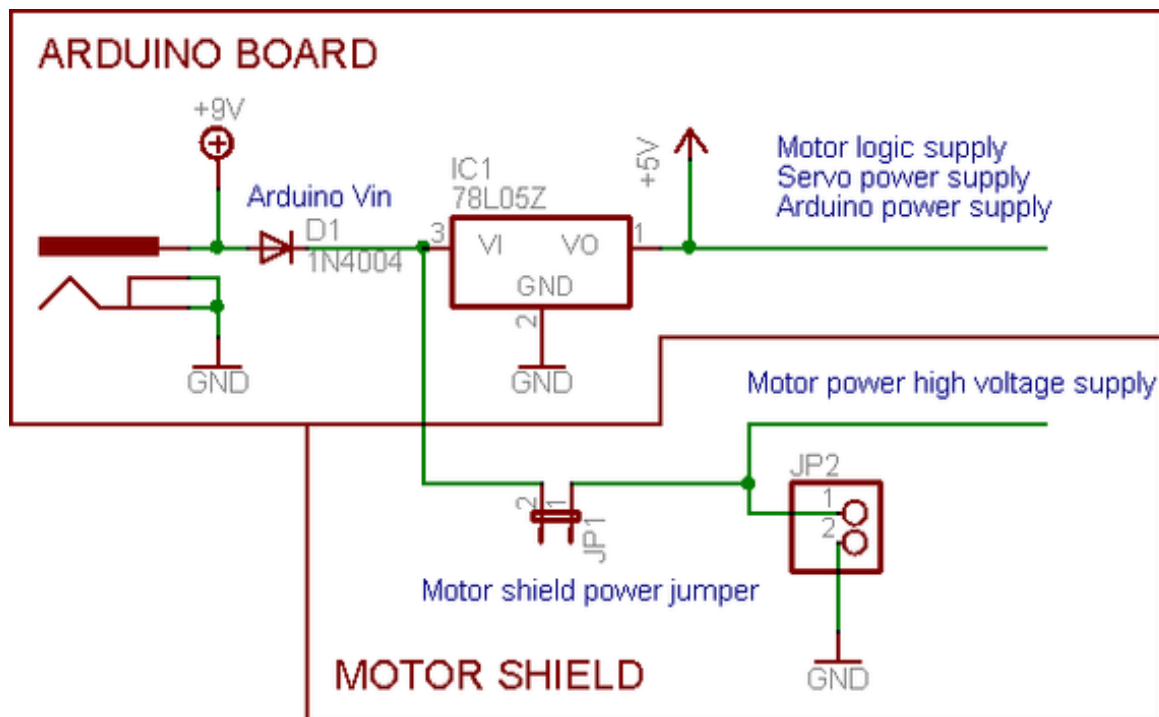 ARDUINO BOARD
+9V
Arduino Vin
D1
1N4004
IC1
78L05Z
3
VI
VO
1
GND
2
+5V
Motor logic supply
Servo power supply
Arduino power supply
GND
GND
Motor power high voltage supply
JP2
1
2
2
1
JP1
Motor shield power jumper
MOTOR SHIELD
GND